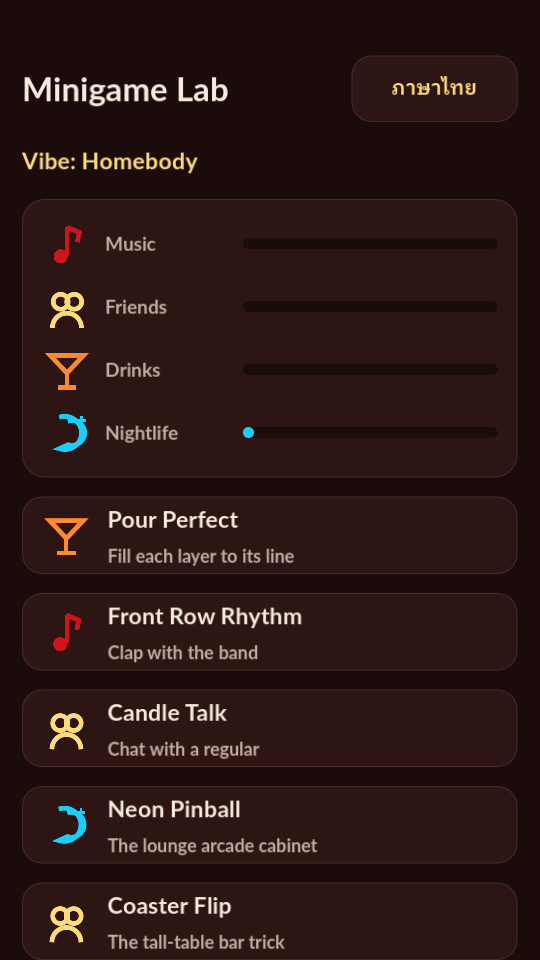 Minigame Lab
ภาษาไทย
Vibe: Homebody
Music
Friends
Drinks
Nightlife
Pour Perfect
Fill each layer to its line
Front Row Rhythm
Clap with the band
Candle Talk
Chat with a regular
Neon Pinball
The lounge arcade cabinet
Coaster Flip
The tall-table bar trick